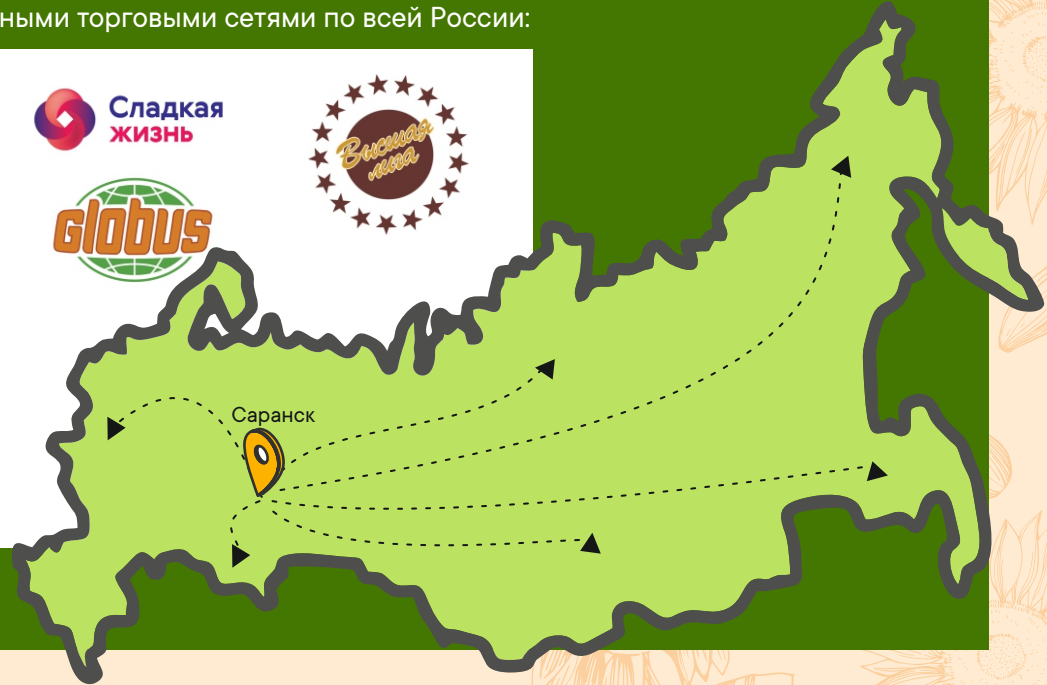 ными торговыми сетями по всей России:
Сладкая
жизнь
Высшая
лига
Globus
Саранск